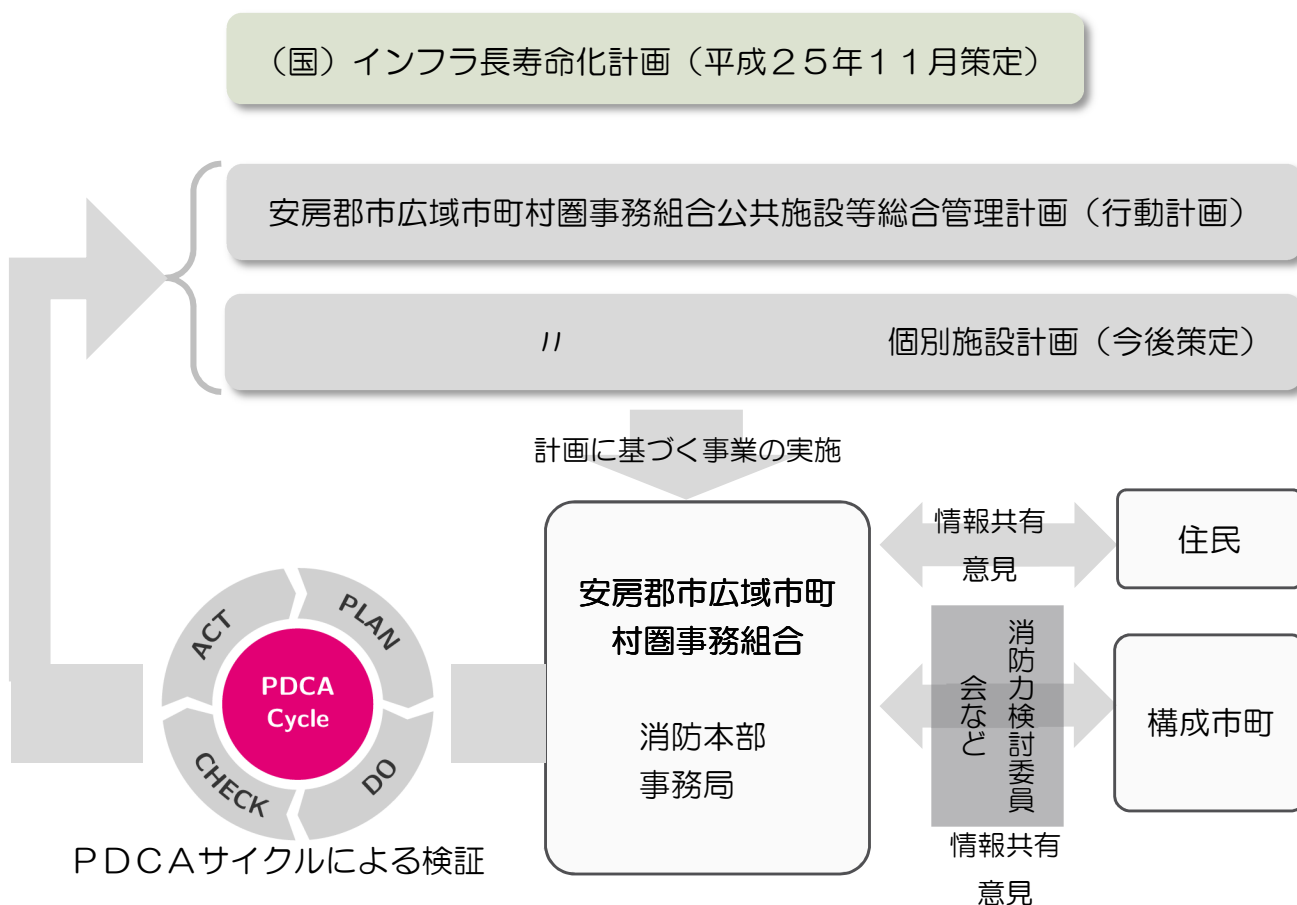 （国）インフラ長寿命化計画（平成２５年１１月策定）
安房郡市広域市町村圏事務組合公共施設等総合管理計画（行動計画）
〃 個別施設計画（今後策定）
計画に基づく事業の実施
安房郡市広域市町
村圏事務組合
消防本部
事務局
情報共有
意見
住民
消防力検討委員
会など
構成市町
情報共有
意見
ACT
PLAN
PDCA
Cycle
CHECK
DO
ＰＤＣＡサイクルによる検証